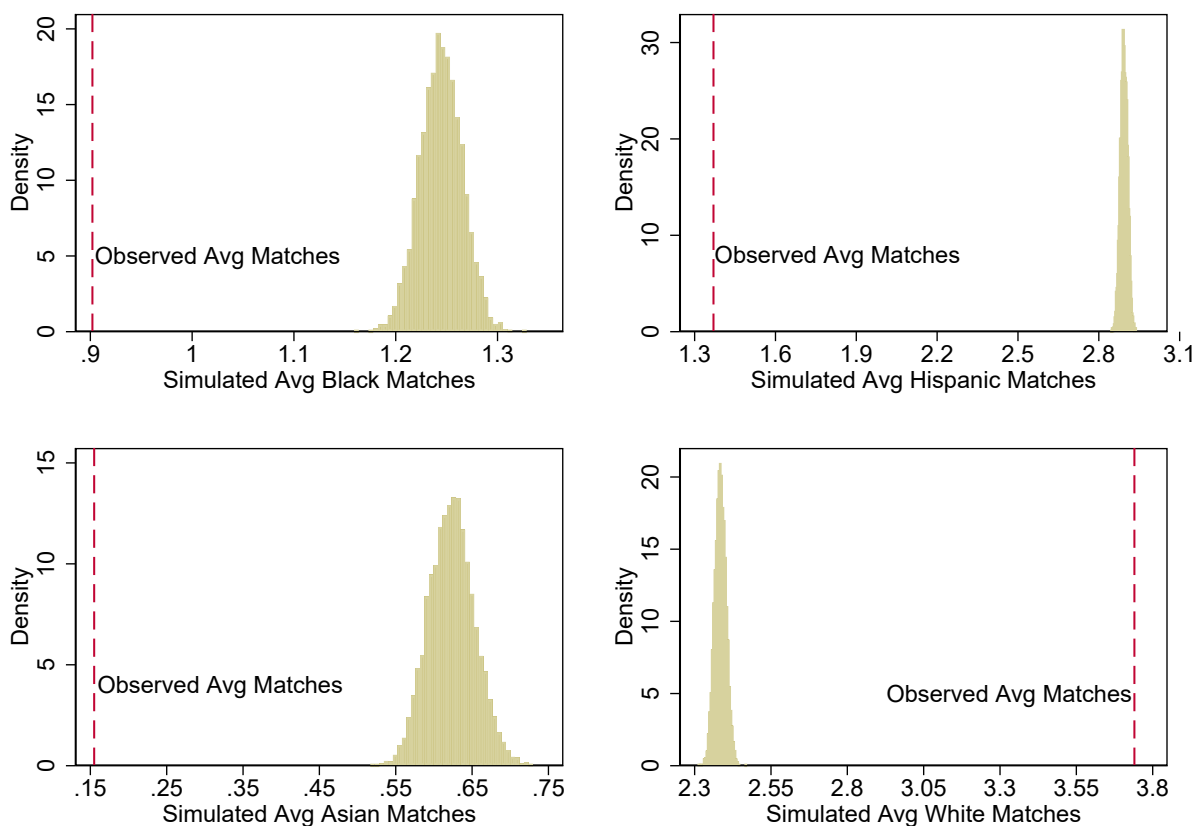 20
15
10
5
0
Density
Observed Avg Matches
.9 1 1.1 1.2 1.3
Simulated Avg Black Matches
30
20
10
0
Density
Observed Avg Matches
1.3 1.6 1.9 2.2 2.5 2.8 3.1
Simulated Avg Hispanic Matches
15
10
5
0
Density
Observed Avg Matches
.15 .25 .35 .45 .55 .65 .75
Simulated Avg Asian Matches
20
15
10
5
0
Density
Observed Avg Matches
2.3 2.55 2.8 3.05 3.3 3.55 3.8
Simulated Avg White Matches